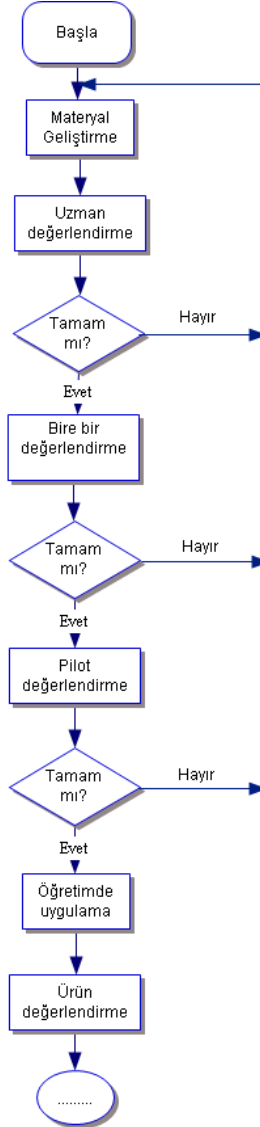 Başla
Materyal
Geliştirme
Uzman
değerlendirme
Tamam
mı?
Hayır
Evet
Bire bir
değerlendirme
Tamam
mı?
Hayır
Evet
Pilot
değerlendirme
Tamam
mı?
Hayır
Evet
Öğretimde
uygulama
Ürün
değerlendirme
.........